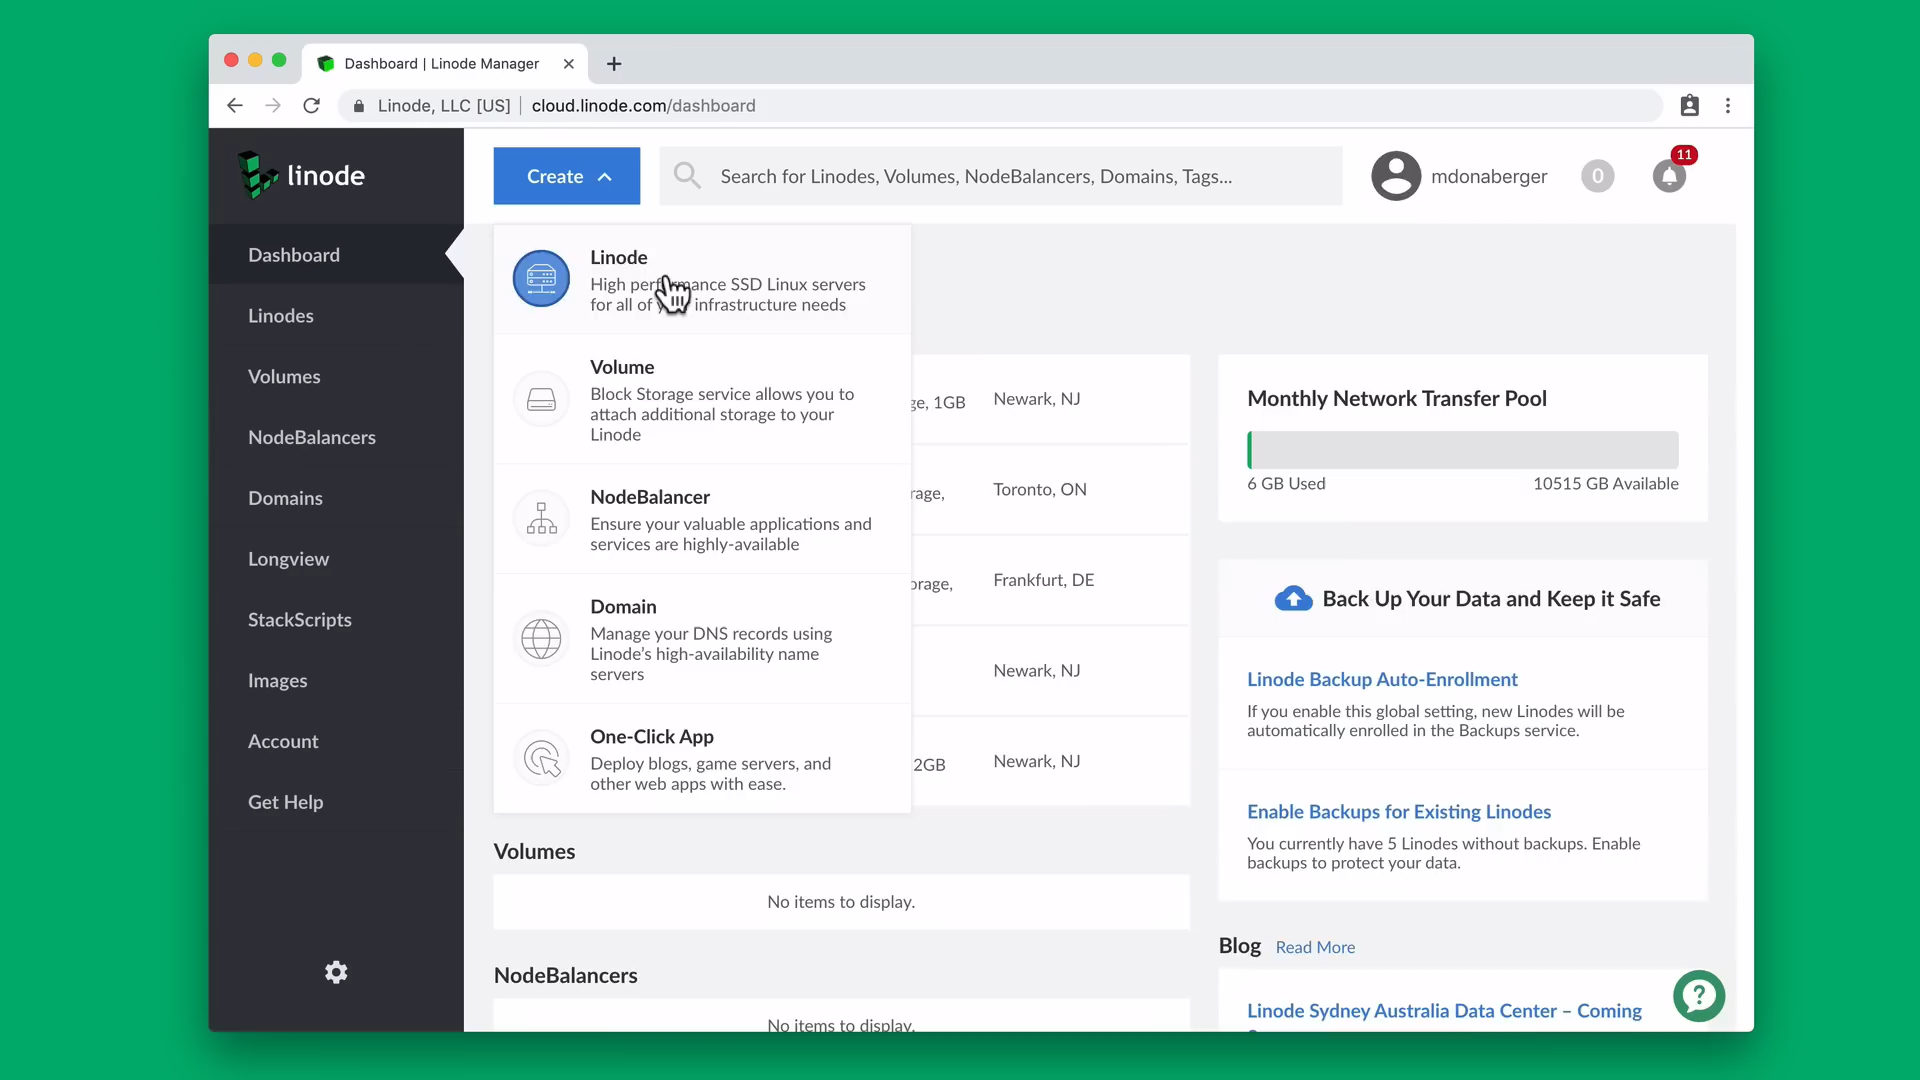 Dashboard | Linode Manager
Linode, LLC [US] | cloud.linode.com/dashboard
linode
Create
Search for Linodes, Volumes, NodeBalancers, Domains, Tags...
mdonaberger
0
11
Dashboard
Linodes
Volumes
NodeBalancers
Domains
Longview
StackScripts
Images
Account
Get Help
Linode
High performance SSD Linux servers
for all of your infrastructure needs
Volume
Block Storage service allows you to
attach additional storage to your
Linode
NodeBalancer
Ensure your valuable applications and
services are highly-available
Domain
Manage your DNS records using
Linode's high-availability name
servers
One-Click App
Deploy blogs, game servers, and
other web apps with ease.
ge, 1GB
Newark, NJ
rage,
Toronto, ON
orage,
Frankfurt, DE
Newark, NJ
2GB
Newark, NJ
Volumes
No items to display.
NodeBalancers
No items to display.
Monthly Network Transfer Pool
6 GB Used
10515 GB Available
Back Up Your Data and Keep it Safe
Linode Backup Auto-Enrollment
If you enable this global setting, new Linodes will be
automatically enrolled in the Backups service.
Enable Backups for Existing Linodes
You currently have 5 Linodes without backups. Enable
backups to protect your data.
Blog Read More
Linode Sydney Australia Data Center – Coming